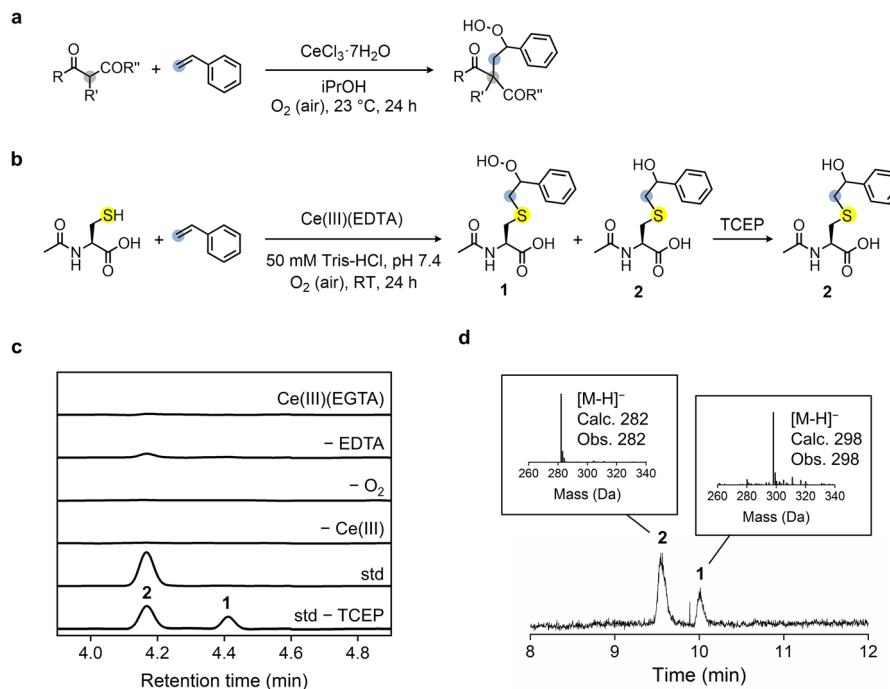 a
O
R
COR"
R'
+
CeCl₃·7H₂O
iPrOH
O₂ (air), 23 °C, 24 h
HO
O
O
R
R'
COR"
b
SH
O
N
H
OH
O
+
Ce(III)(EDTA)
50 mM Tris-HCl, pH 7.4
O₂ (air), RT, 24 h
HO
O
S
O
N
H
OH
O
1
+
HO
S
O
N
H
OH
O
2
TCEP
HO
S
O
N
H
OH
O
2
c
Ce(III)(EGTA)
− EDTA
− O₂
− Ce(III)
std
2
1
std − TCEP
4.0 4.2 4.4 4.6 4.8
Retention time (min)
d
[M-H]⁻
Calc. 282
Obs. 282
260 280 300 320 340
Mass (Da)
[M-H]⁻
Calc. 298
Obs. 298
260 280 300 320 340
Mass (Da)
2
1
8 9 10 11 12
Time (min)